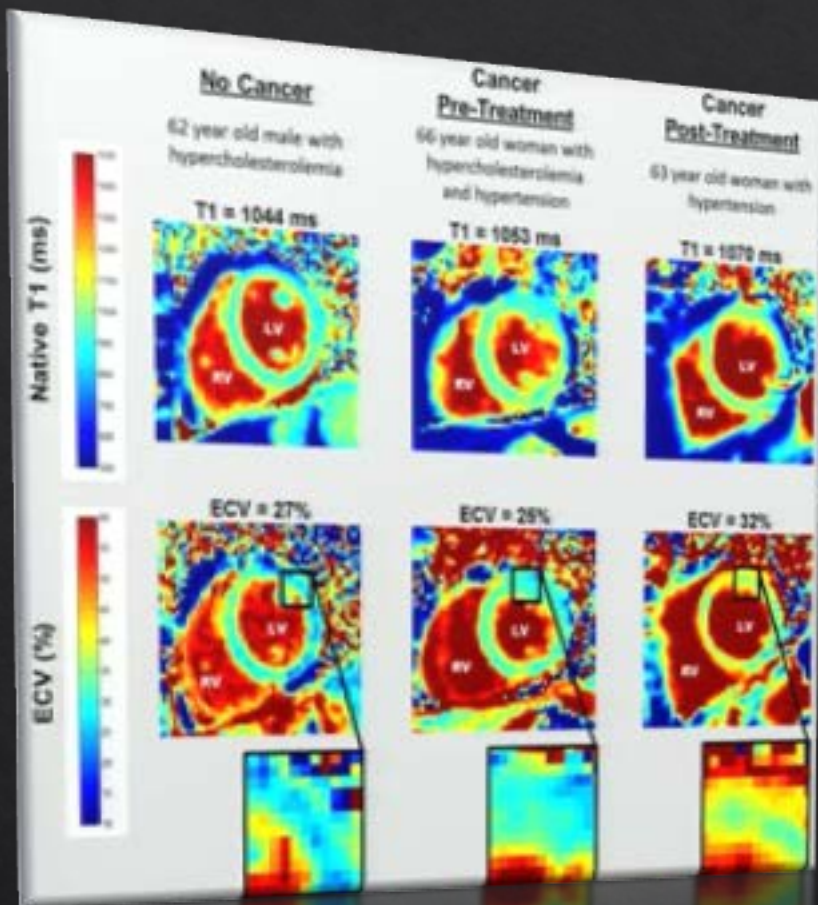 No Cancer
62 year old male with
hypercholesterolemia
Cancer
Pre-Treatment
66 year old woman with
hypercholesterolemia
and hypertension
Cancer
Post-Treatment
63 year old woman with
hypertension
Native T1 (ms)
T1 = 1044 ms
LV
RV
T1 = 1053 ms
LV
RV
T1 = 1070 ms
LV
RV
ECV (%)
ECV = 27%
LV
RV
ECV = 25%
LV
RV
ECV = 32%
LV
RV